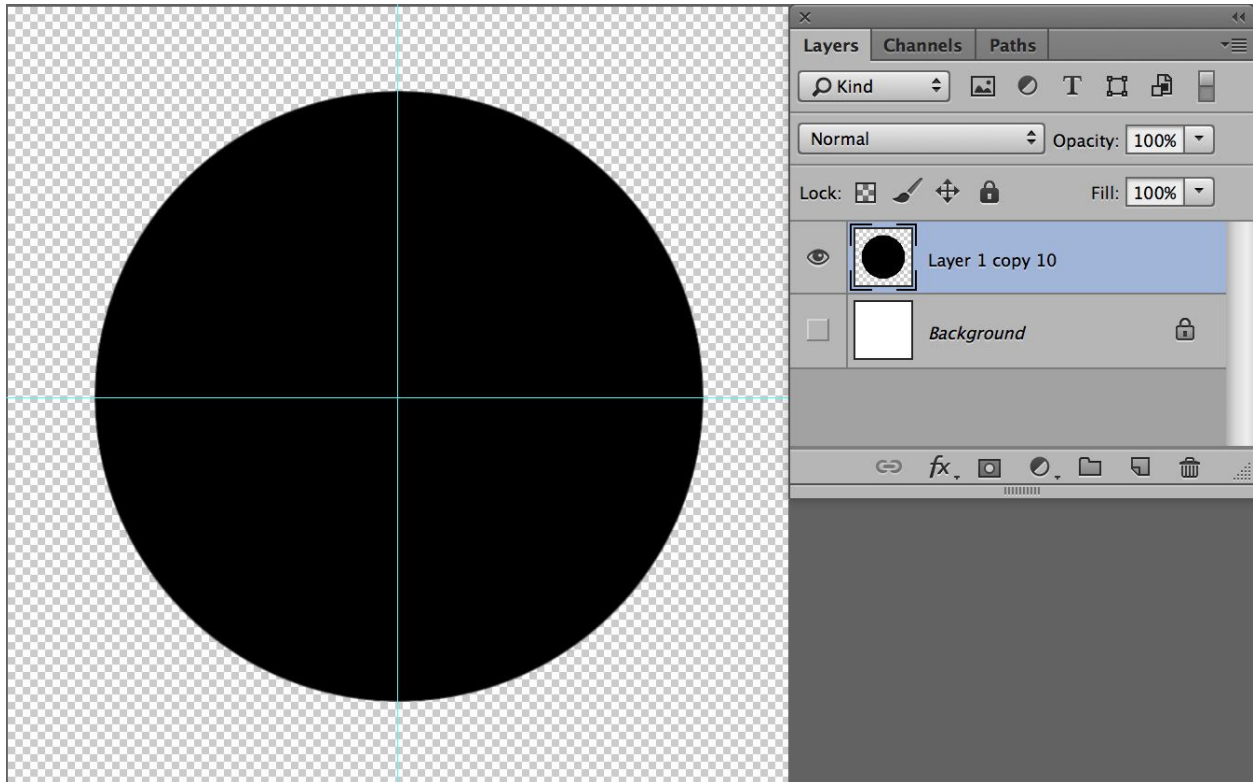 Layers Channels Paths
Kind
Normal Opacity: 100%
Lock: Fill: 100%
Layer 1 copy 10
Background
fx